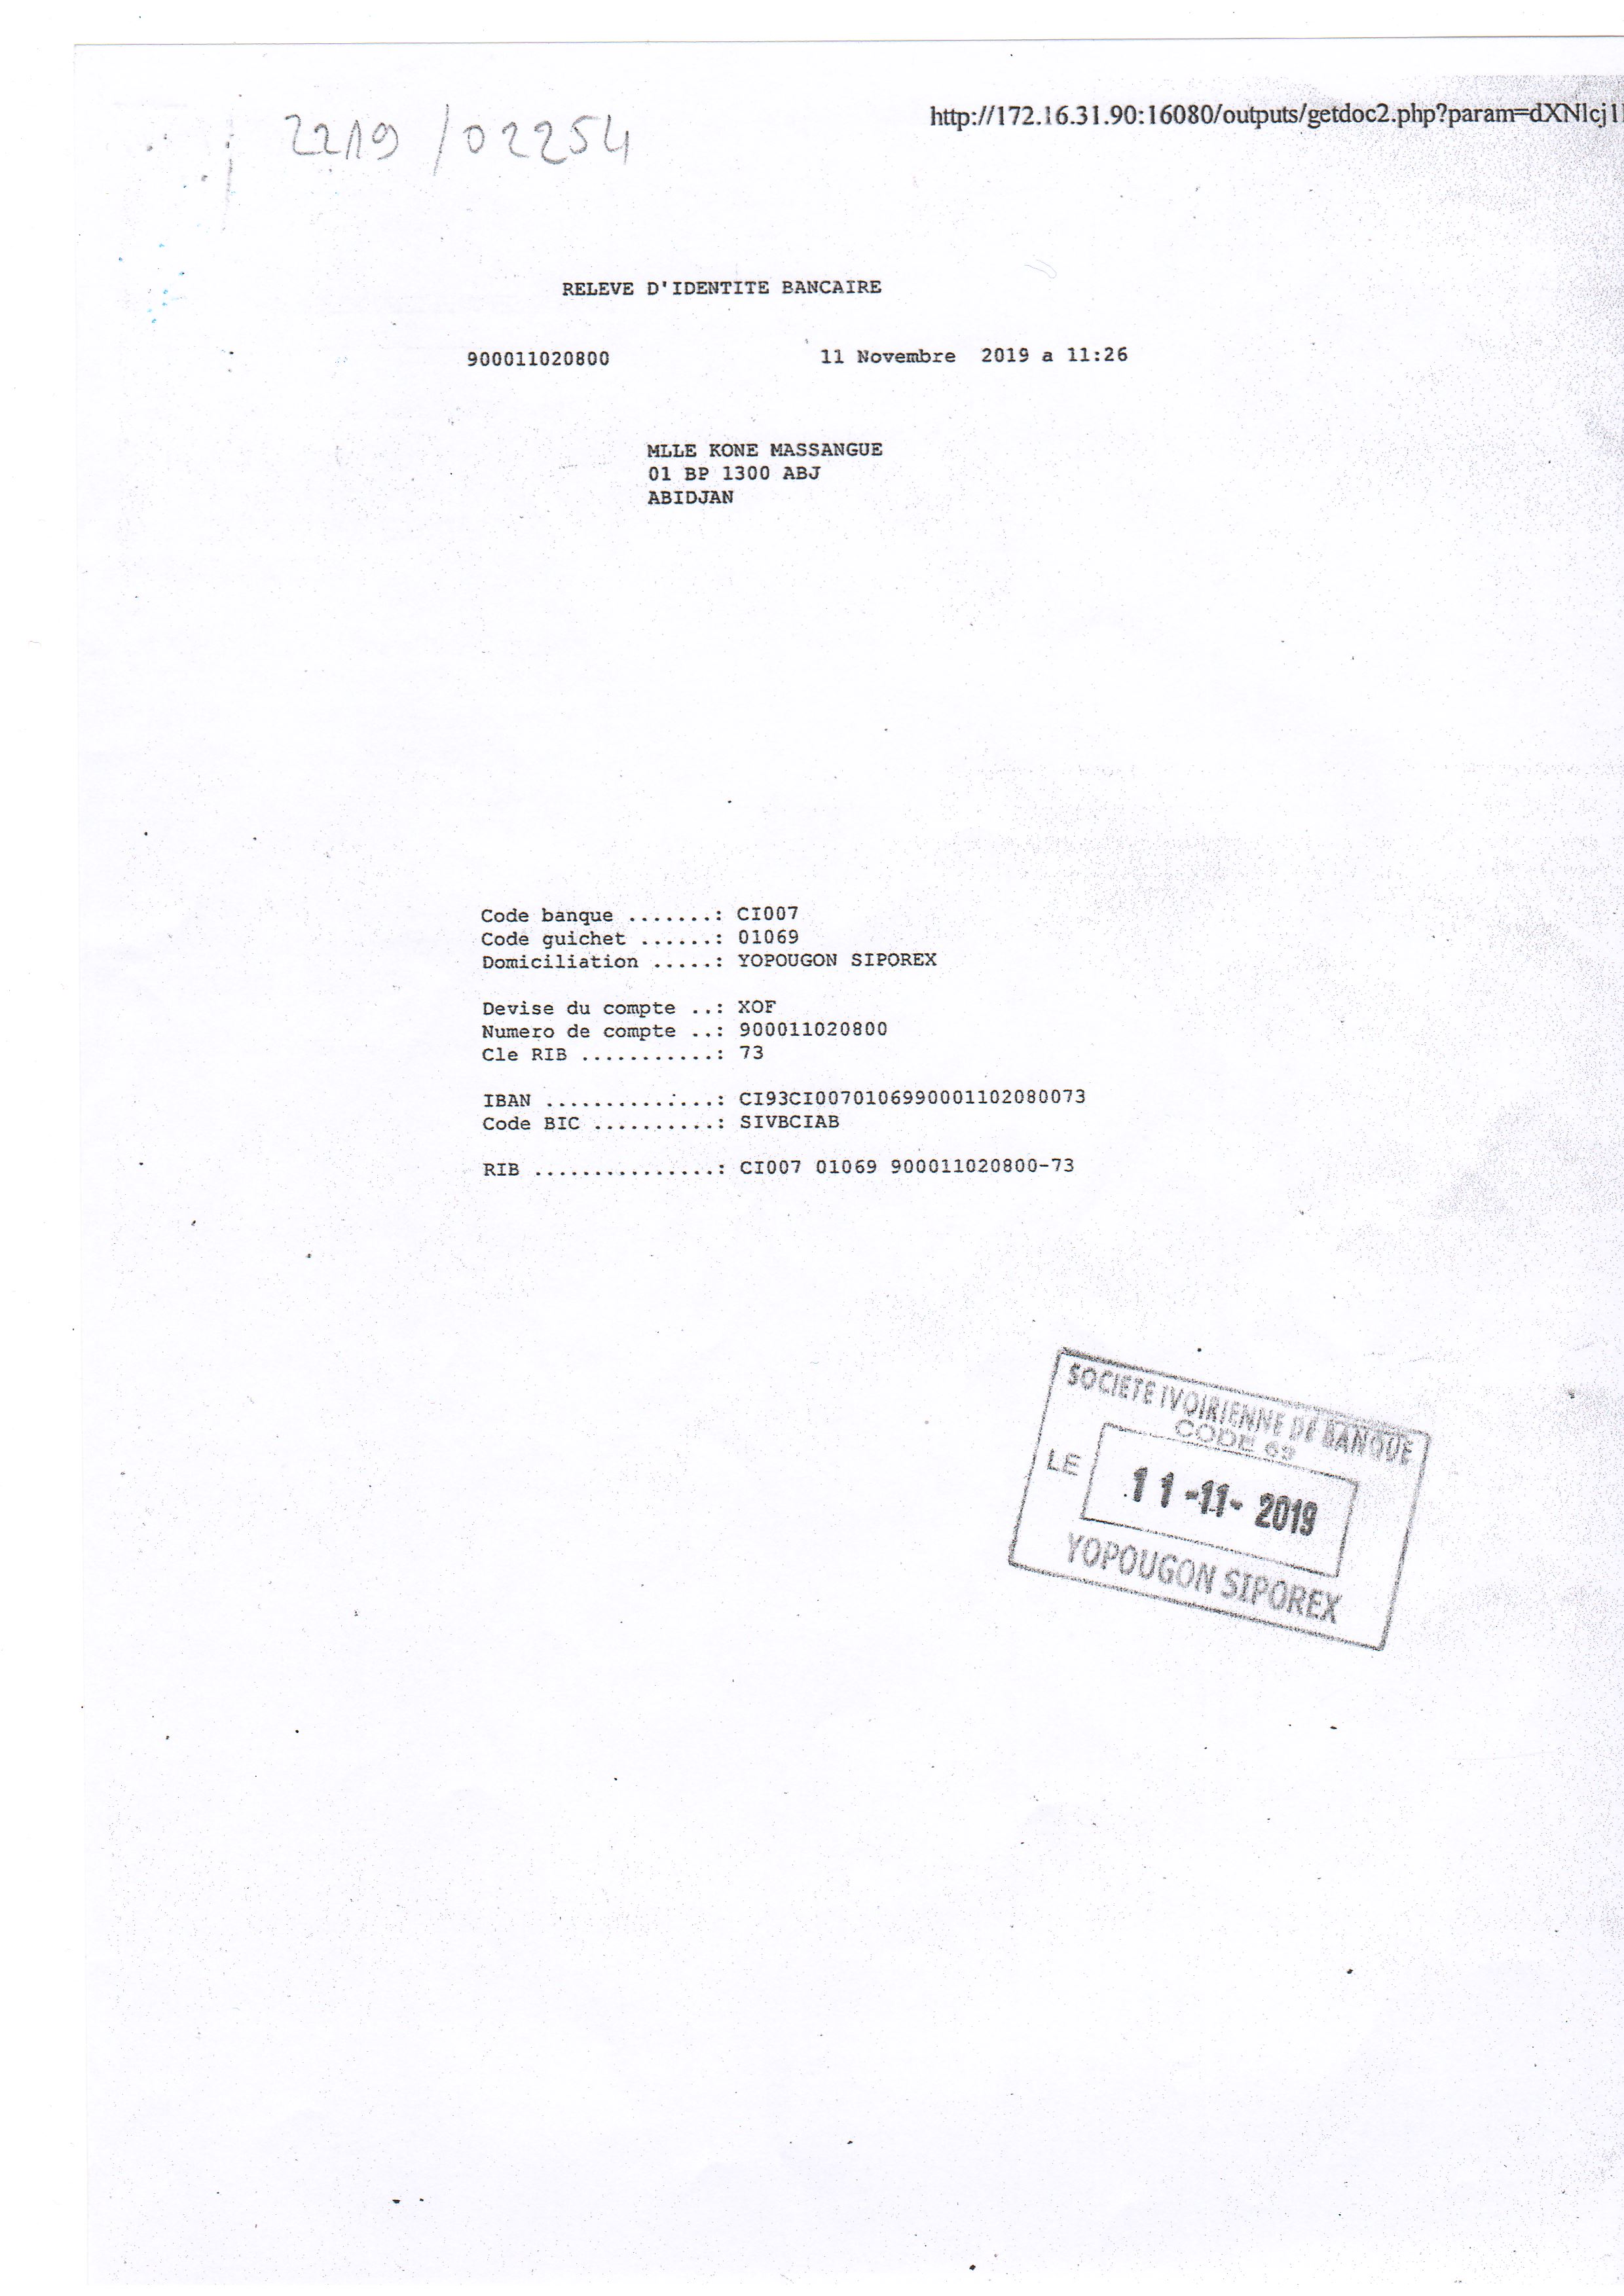 2219/02254
http://172.16.31.90:16080/outputs/getdoc2.php?param=dXNlcj1
RELEVE D'IDENTITE BANCAIRE
900011020800 11 Novembre 2019 a 11:26
MLLE KONE MASSANGUE
01 BP 1300 ABJ
ABIDJAN
Code banque .......: CI007
Code guichet ......: 01069
Domiciliation .....: YOPOUGON SIPOREX
Devise du compte ..: XOF
Numero de compte ..: 900011020800
Cle RIB ...........: 73
IBAN ..............: CI93CI0070106990001102080073
Code BIC ..........: SIVBCIAB
RIB ...............: CI007 01069 900011020800-73
SOCIETE IVOIRIENNE DE BANQUE
CODE 69
LE 11-11-2019
YOPOUGON SIPOREX